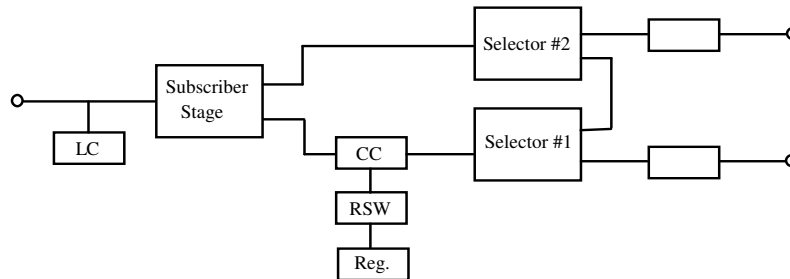 Selector #2
Subscriber
Stage
LC
CC
Selector #1
RSW
Reg.